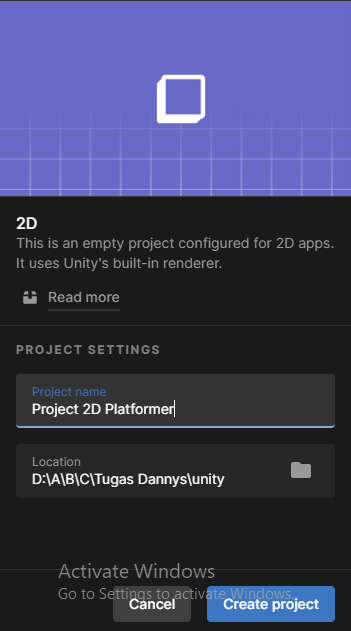 2D
This is an empty project configured for 2D apps.
It uses Unity's built-in renderer.
Read more
PROJECT SETTINGS
Project name
Project 2D Platformer
Location
D:\A\B\C\Tugas Dannys\unity
Activate Windows
Go to Settings to activate Windows.
Cancel
Create project